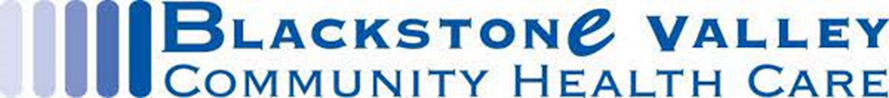 BLACKSTONe VALLEY
COMMUNITY HEALTH CARE